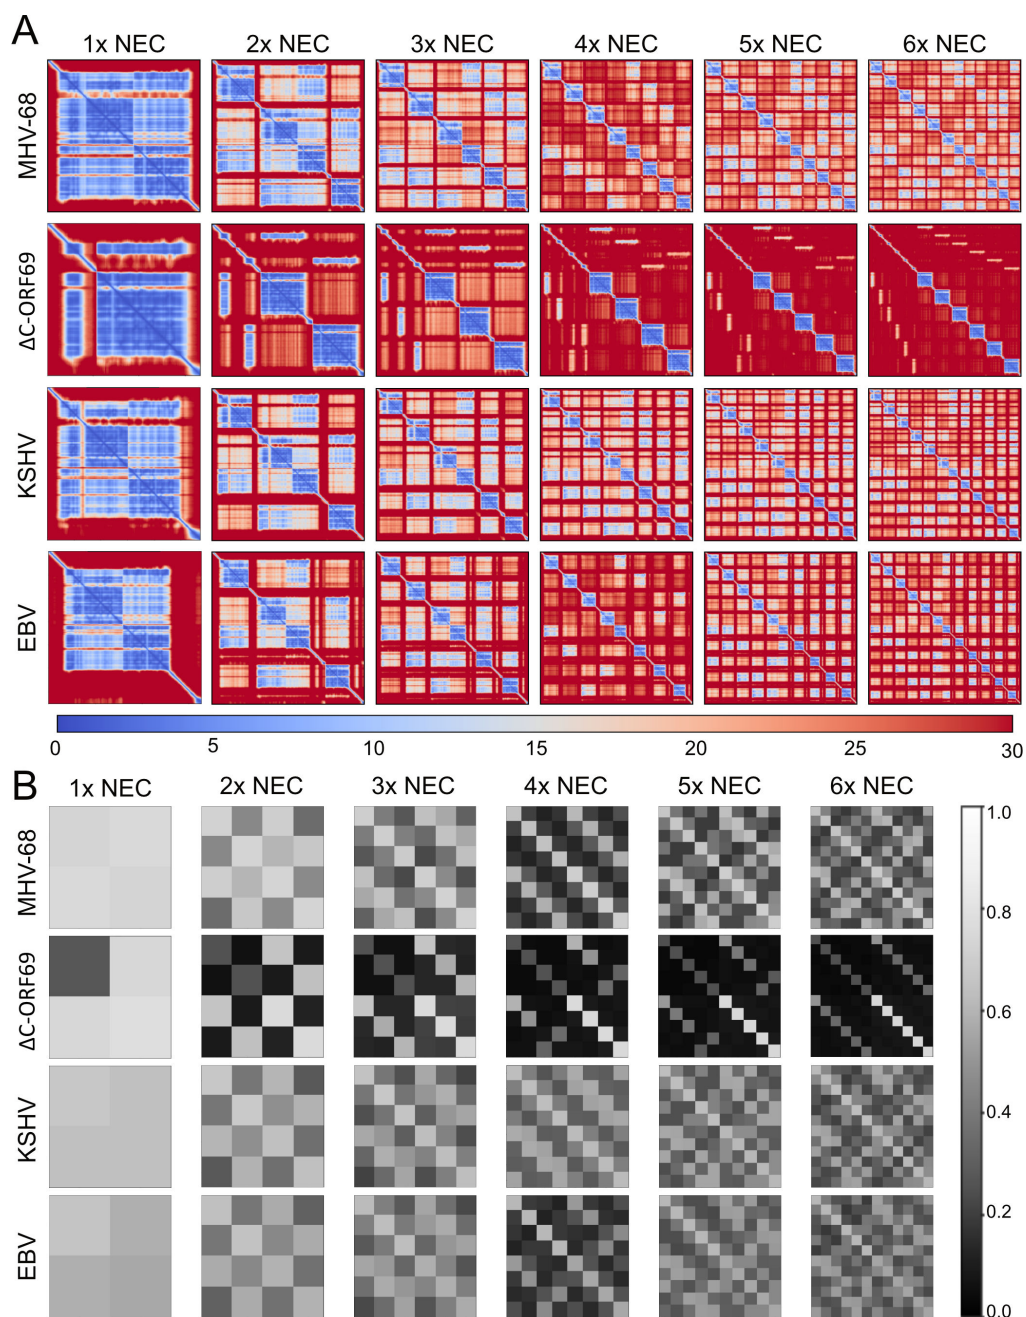 A
1x NEC 2x NEC 3x NEC 4x NEC 5x NEC 6x NEC
MHV-68
ΔC-ORF69
KSHV
EBV
0 5 10 15 20 25 30
B
1x NEC 2x NEC 3x NEC 4x NEC 5x NEC 6x NEC
MHV-68
ΔC-ORF69
KSHV
EBV
1.0
0.8
0.6
0.4
0.2
0.0